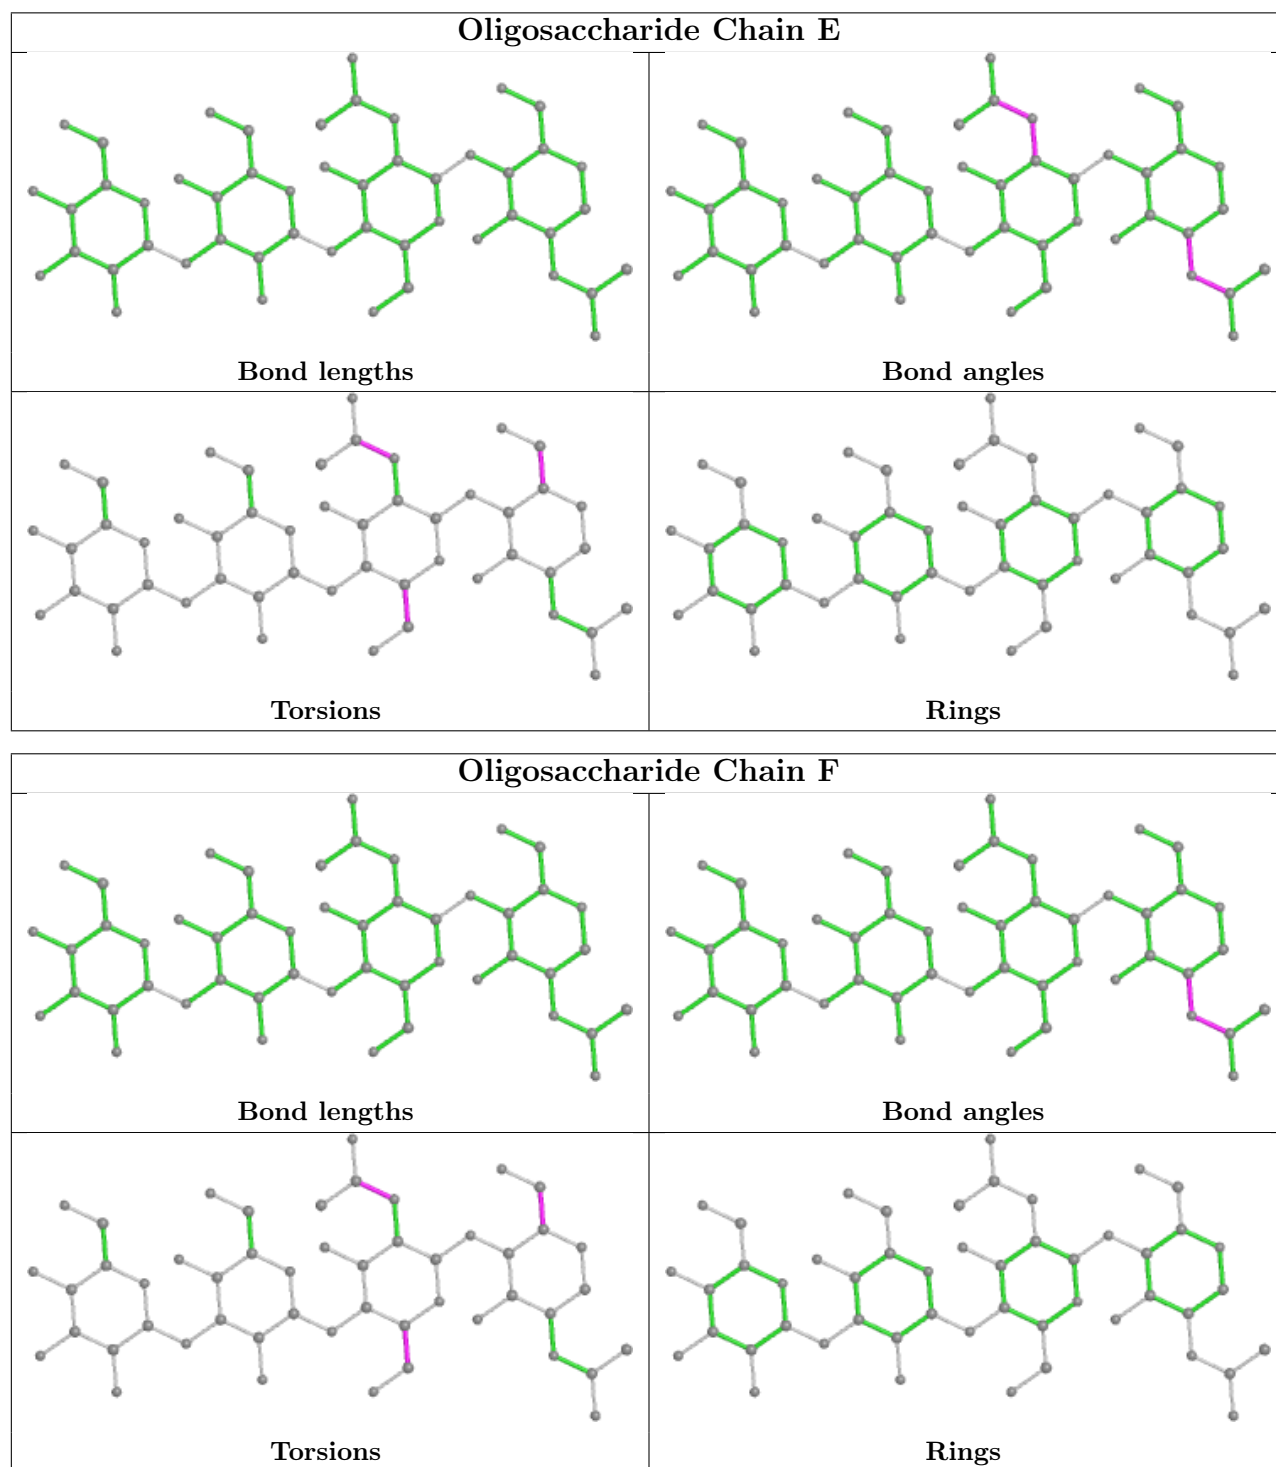 Oligosaccharide Chain E
Bond lengths
Bond angles
Torsions
Rings
Oligosaccharide Chain F
Bond lengths
Bond angles
Torsions
Rings